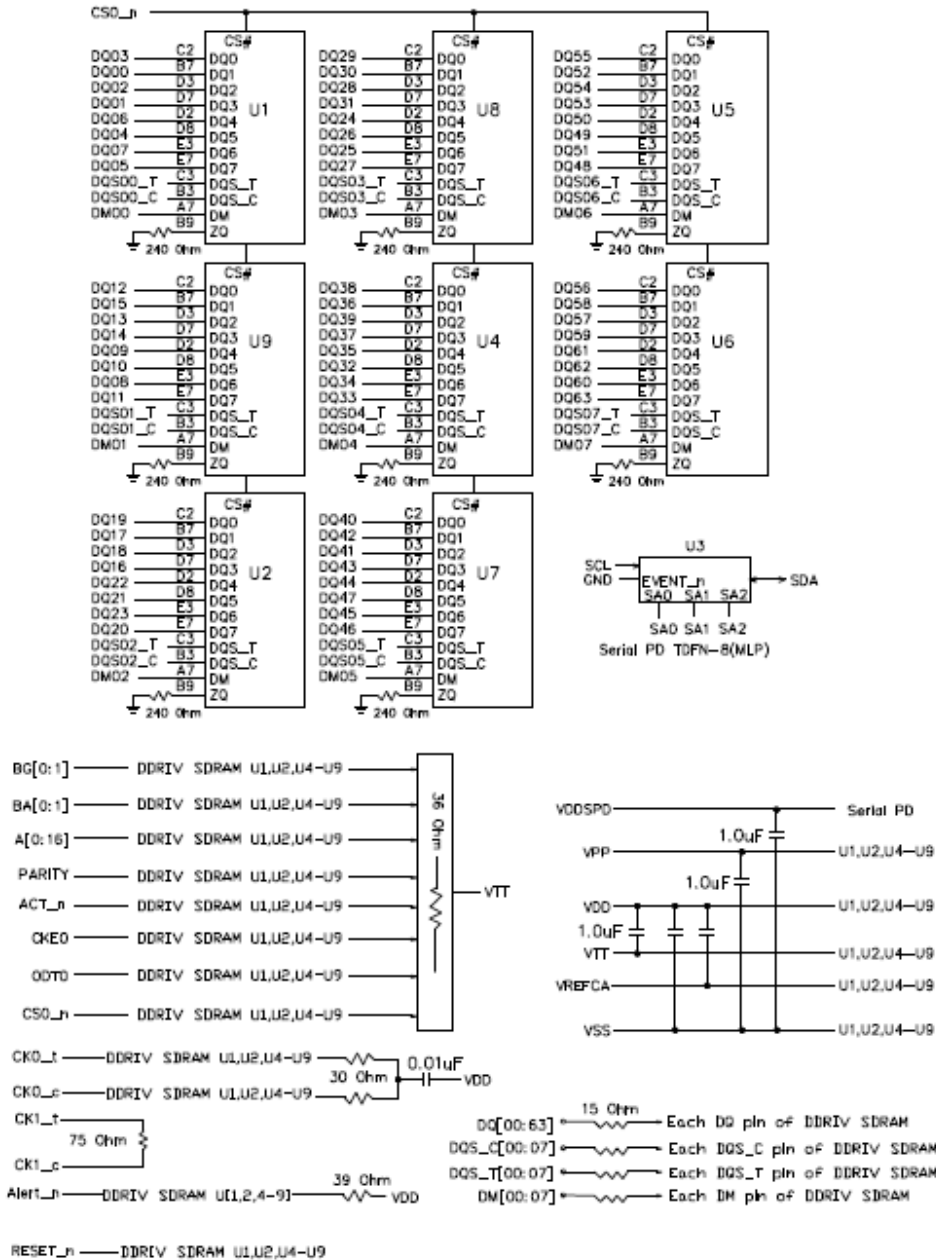 CS0_n
CS# CS# CS#
DQ03 C2 DQ0 DQ29 C2 DQ0 DQ55 C2 DQ0
DQ00 B7 DQ1 DQ30 B7 DQ1 DQ52 B7 DQ1
DQ02 D3 DQ2 DQ28 D3 DQ2 DQ54 D3 DQ2
DQ01 D7 DQ3 U1 DQ31 D7 DQ3 U8 DQ53 D7 DQ3 U5
DQ06 D2 DQ4 DQ24 D2 DQ4 DQ50 D2 DQ4
DQ04 D8 DQ5 DQ26 D8 DQ5 DQ49 D8 DQ5
DQ07 E3 DQ6 DQ25 E3 DQ6 DQ51 E3 DQ6
DQ05 E7 DQ7 DQ27 E7 DQ7 DQ48 E7 DQ7
DQS00_T C3 DQS_T DQS03_T C3 DQS_T DQS06_T C3 DQS_T
DQS00_C B3 DQS_C DQS03_C B3 DQS_C DQS06_C B3 DQS_C
DM00 A7 DM DM03 A7 DM DM06 A7 DM
B9 ZQ B9 ZQ B9 ZQ
240 Ohm 240 Ohm 240 Ohm
CS# CS# CS#
DQ12 C2 DQ0 DQ38 C2 DQ0 DQ56 C2 DQ0
DQ15 B7 DQ1 DQ36 B7 DQ1 DQ58 B7 DQ1
DQ13 D3 DQ2 DQ39 D3 DQ2 DQ57 D3 DQ2
DQ14 D7 DQ3 U9 DQ37 D7 DQ3 U4 DQ59 D7 DQ3 U6
DQ09 D2 DQ4 DQ35 D2 DQ4 DQ61 D2 DQ4
DQ10 D8 DQ5 DQ32 D8 DQ5 DQ62 D8 DQ5
DQ08 E3 DQ6 DQ34 E3 DQ6 DQ60 E3 DQ6
DQ11 E7 DQ7 DQ33 E7 DQ7 DQ63 E7 DQ7
DQS01_T C3 DQS_T DQS04_T C3 DQS_T DQS07_T C3 DQS_T
DQS01_C B3 DQS_C DQS04_C B3 DQS_C DQS07_C B3 DQS_C
DM01 A7 DM DM04 A7 DM DM07 A7 DM
B9 ZQ B9 ZQ B9 ZQ
240 Ohm 240 Ohm 240 Ohm
CS# CS#
DQ19 C2 DQ0 DQ40 C2 DQ0
DQ17 B7 DQ1 DQ42 B7 DQ1
DQ18 D3 DQ2 DQ41 D3 DQ2
DQ16 D7 DQ3 U2 DQ43 D7 DQ3 U7
DQ22 D2 DQ4 DQ44 D2 DQ4
DQ21 D8 DQ5 DQ47 D8 DQ5
DQ23 E3 DQ6 DQ45 E3 DQ6
DQ20 E7 DQ7 DQ46 E7 DQ7
DQS02_T C3 DQS_T DQS05_T C3 DQS_T
DQS02_C B3 DQS_C DQS05_C B3 DQS_C
DM02 A7 DM DM05 A7 DM
B9 ZQ B9 ZQ
240 Ohm 240 Ohm
U3
SCL
GND EVENT_n SDA
SA0 SA1 SA2
SA0 SA1 SA2
Serial PD TDFN-8(MLP)
BG[0:1] DDRIV SDRAM U1,U2,U4-U9
BA[0:1] DDRIV SDRAM U1,U2,U4-U9
A[0:16] DDRIV SDRAM U1,U2,U4-U9
PARITY DDRIV SDRAM U1,U2,U4-U9
ACT_n DDRIV SDRAM U1,U2,U4-U9
CKE0 DDRIV SDRAM U1,U2,U4-U9
ODT0 DDRIV SDRAM U1,U2,U4-U9
CS0_n DDRIV SDRAM U1,U2,U4-U9
36 Ohm
VTT
VDDSPD Serial PD
1.0uF
VPP U1,U2,U4-U9
1.0uF
VDD U1,U2,U4-U9
1.0uF
VTT U1,U2,U4-U9
VREFCA U1,U2,U4-U9
VSS U1,U2,U4-U9
CK0_t DDRIV SDRAM U1,U2,U4-U9
0.01uF
30 Ohm VDD
CK0_c DDRIV SDRAM U1,U2,U4-U9
CK1_t
75 Ohm
CK1_c
Alert_n DDRIV SDRAM U[1,2,4-9] 39 Ohm VDD
RESET_n DDRIV SDRAM U1,U2,U4-U9
15 Ohm
DQ[00:63] Each DQ pin of DDRIV SDRAM
DQS_C[00:07] Each DQS_C pin of DDRIV SDRAM
DQS_T[00:07] Each DQS_T pin of DDRIV SDRAM
DM[00:07] Each DM pin of DDRIV SDRAM